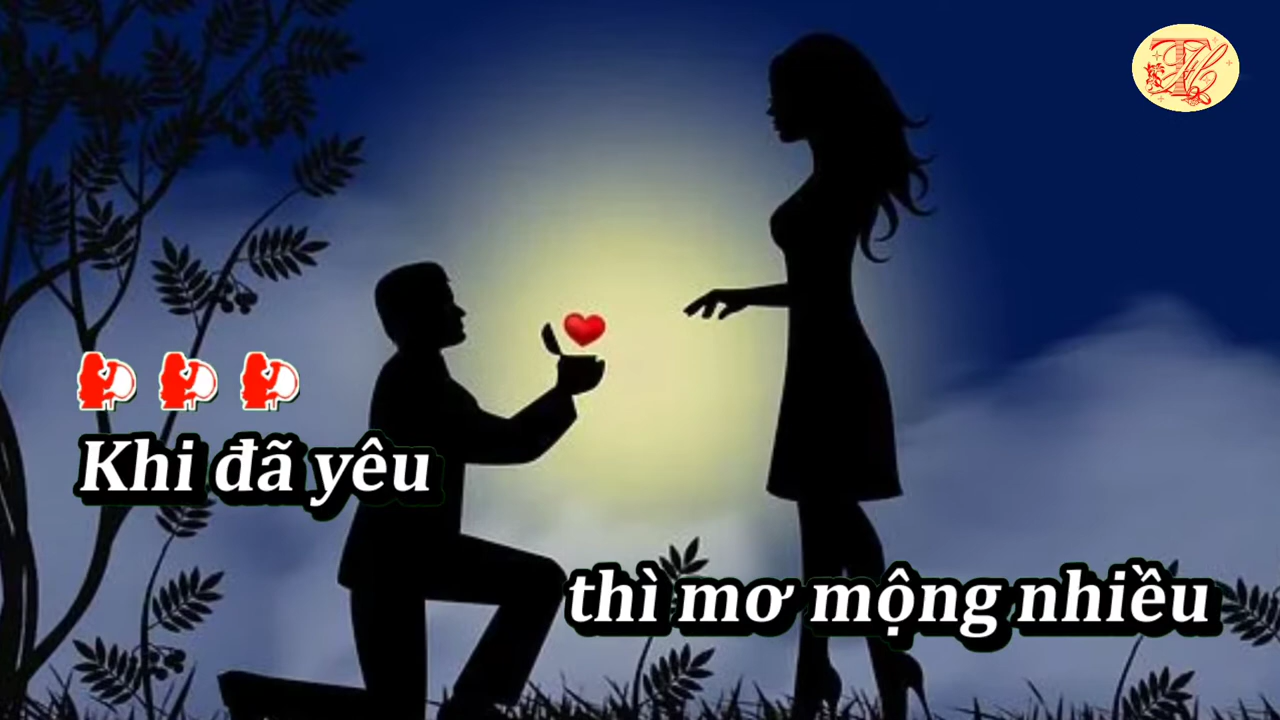 Khi đã yêu
thì mơ mộng nhiều